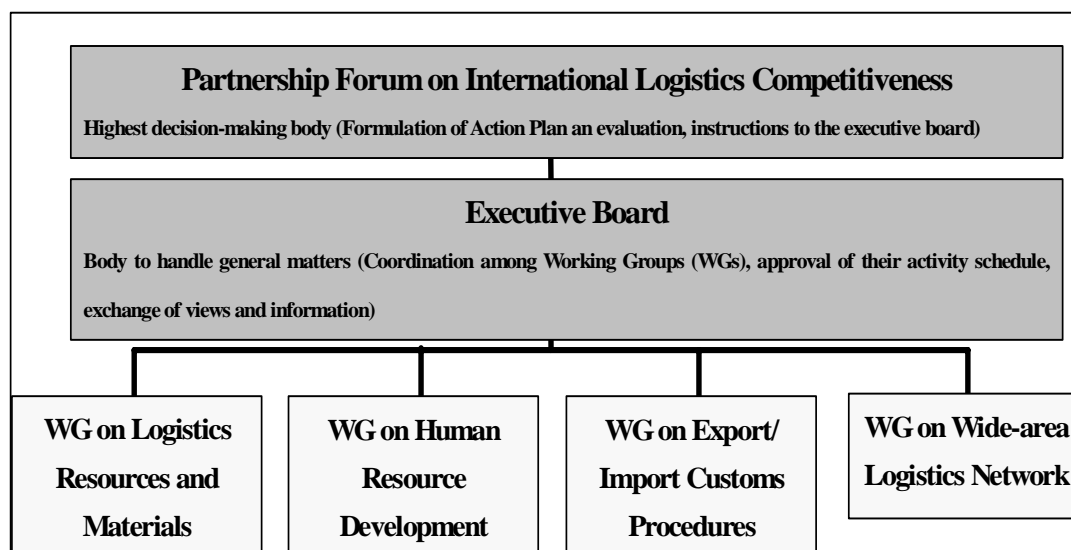 Partnership Forum on International Logistics Competitiveness
Highest decision-making body (Formulation of Action Plan an evaluation, instructions to the executive board)
Executive Board
Body to handle general matters (Coordination among Working Groups (WGs), approval of their activity schedule,
exchange of views and information)
WG on Logistics
Resources and
Materials
WG on Human
Resource
Development
WG on Export/
Import Customs
Procedures
WG on Wide-area
Logistics Network